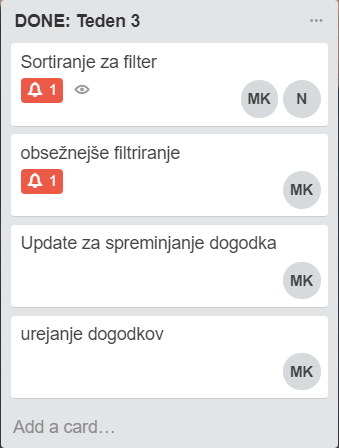 DONE: Teden 3
Sortiranje za filter
1
MK N
obsežnejše filtriranje
1
MK
Update za spreminjanje dogodka
MK
urejanje dogodkov
MK
Add a card…